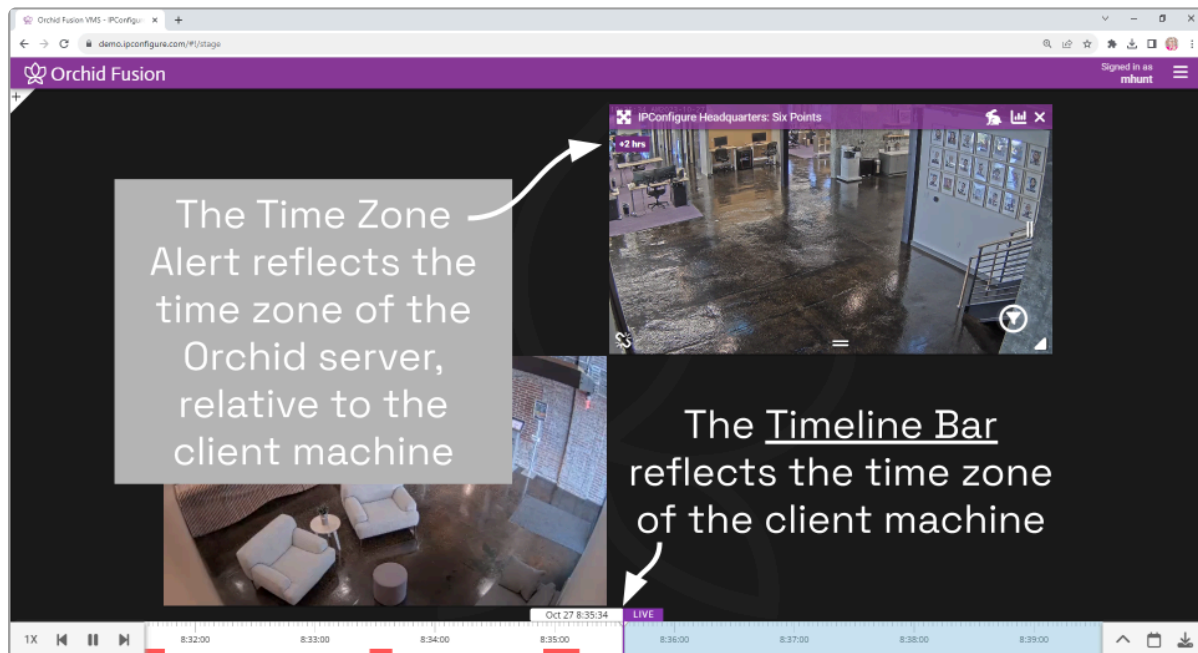 Orchid Fusion VMS - IPConfigur
demo.ipconfigure.com/#!/stage
Orchid Fusion
Signed in as
mhunt
IPConfigure Headquarters: Six Points
+2 hrs
The Time Zone
Alert reflects the
time zone of the
Orchid server,
relative to the
client machine
The Timeline Bar
reflects the time zone
of the client machine
Oct 27 8:35:34
LIVE
1X
8:32:00
8:33:00
8:34:00
8:35:00
8:36:00
8:37:00
8:38:00
8:39:00